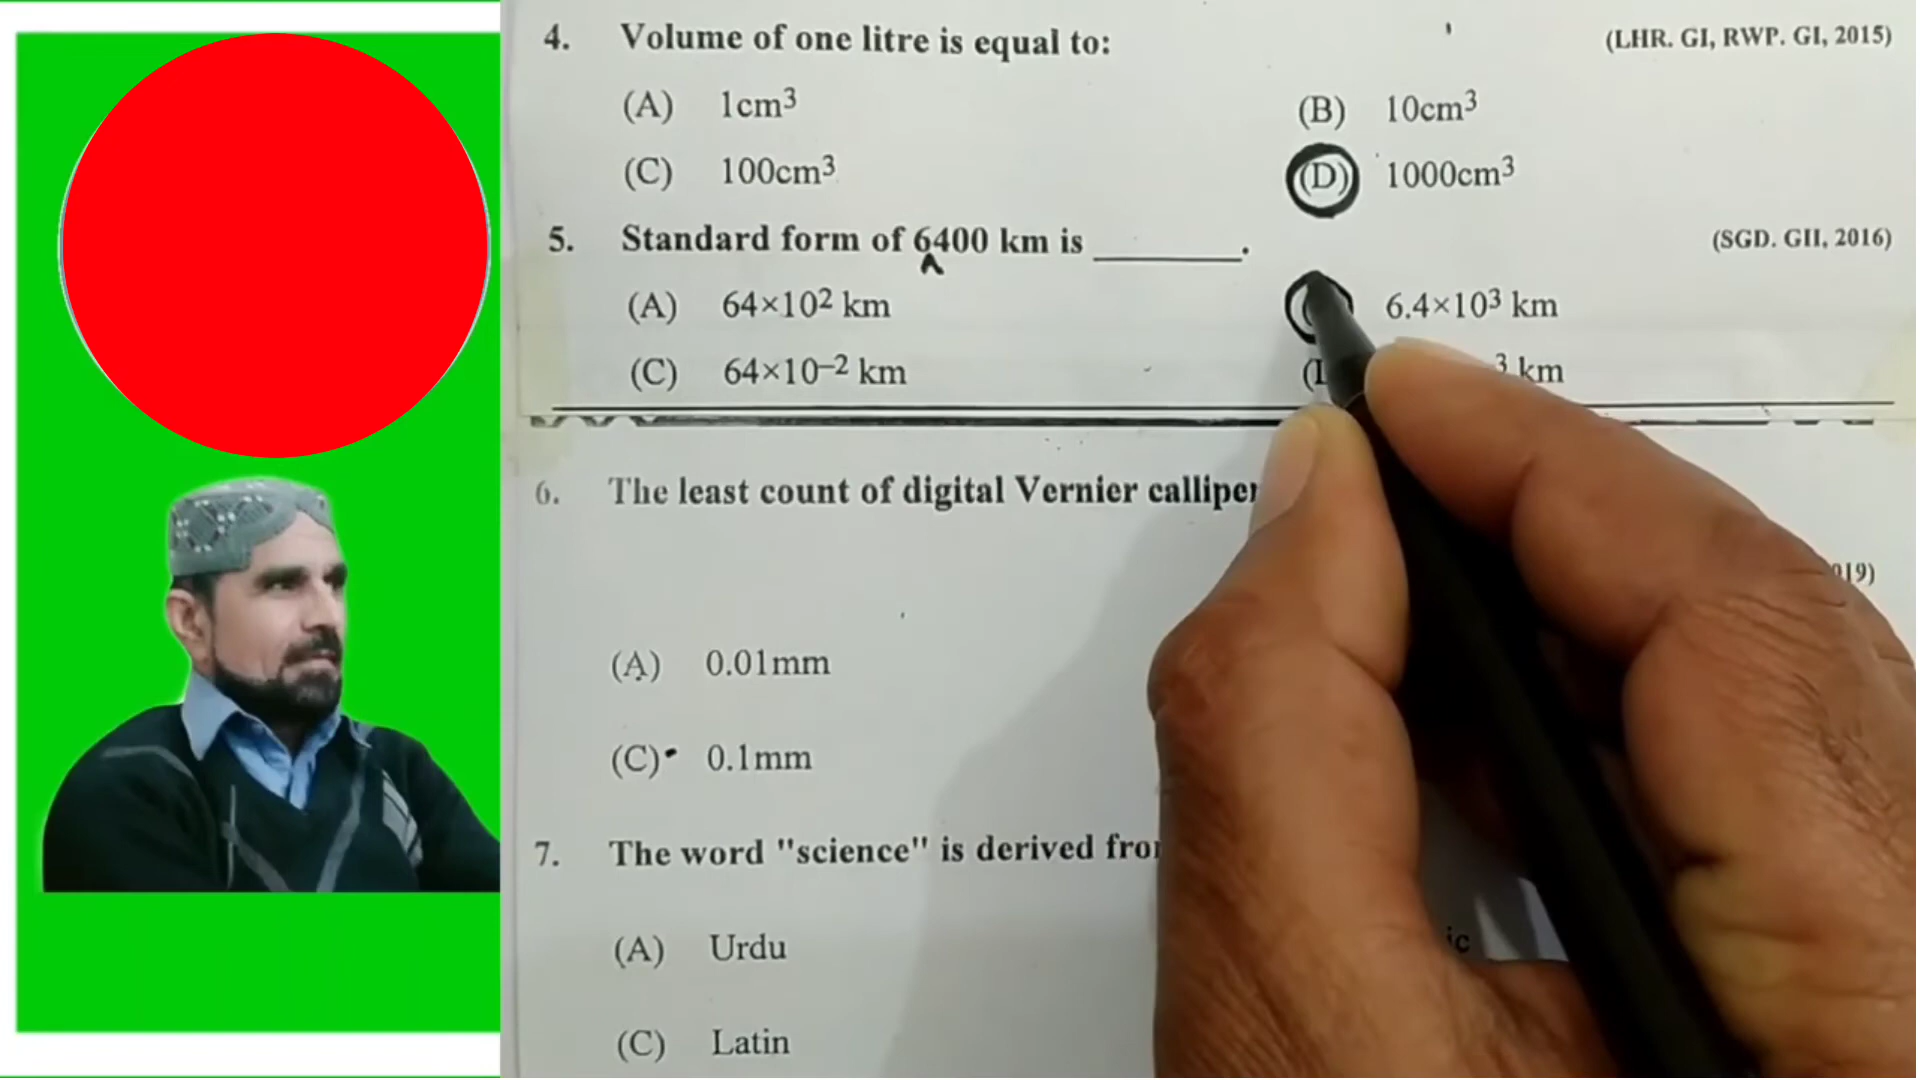 4. Volume of one litre is equal to: (LHR. GI, RWP. GI, 2015)
(A) 1cm³ (B) 10cm³
(C) 100cm³ (D) 1000cm³
5. Standard form of 6400 km is ________. (SGD. GII, 2016)
(A) 64×10² km 6.4×10³ km
(C) 64×10⁻² km ³ km
6. The least count of digital Vernier
(A) 0.01mm
(C) 0.1mm
7. The word "science" is derived
(A) Urdu
(C) Latin